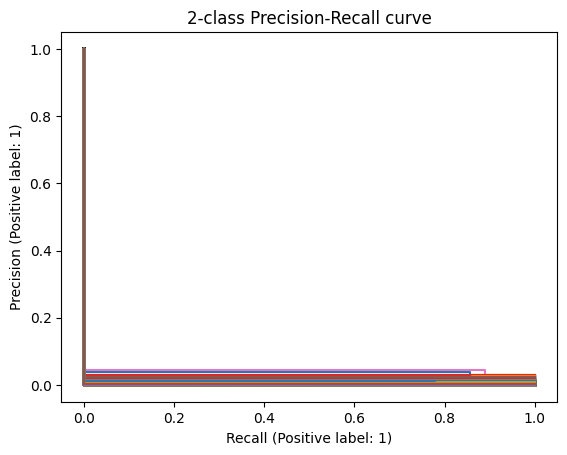 2-class Precision-Recall curve
Precision (Positive label: 1)
1.0
0.8
0.6
0.4
0.2
0.0
0.0 0.2 0.4 0.6 0.8 1.0
Recall (Positive label: 1)